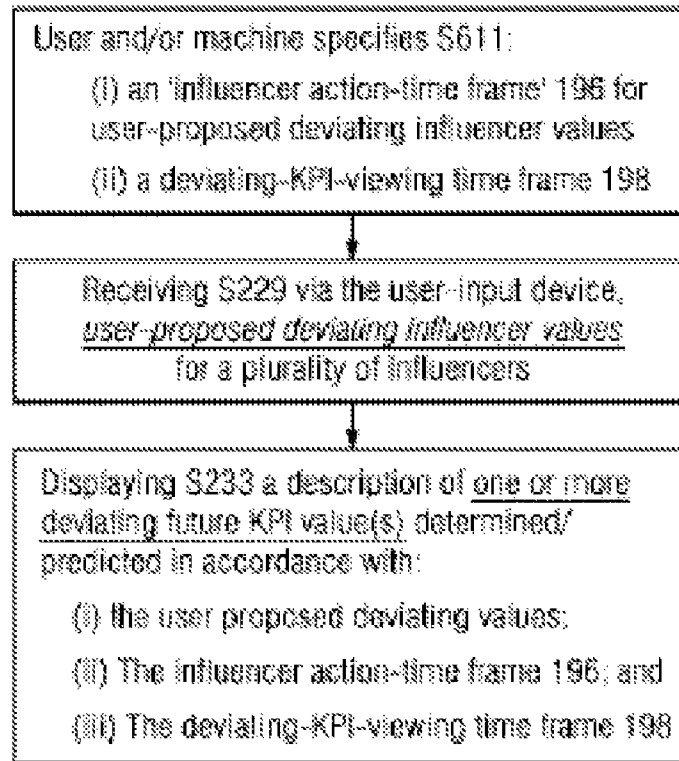 User and/or machine specifies S611:
(i) an 'influencer action-time frame' 196 for
user-proposed deviating influencer values
(ii) a deviating-KPI-viewing time frame 198
Receiving S229 via the user-input device,
user-proposed deviating influencer values
for a plurality of influencers
Displaying S233 a description of one or more
deviating future KPI value(s) determined/
predicted in accordance with:
(i) the user proposed deviating values;
(ii) The influencer action-time frame 196; and
(iii) The deviating-KPI-viewing time frame 198